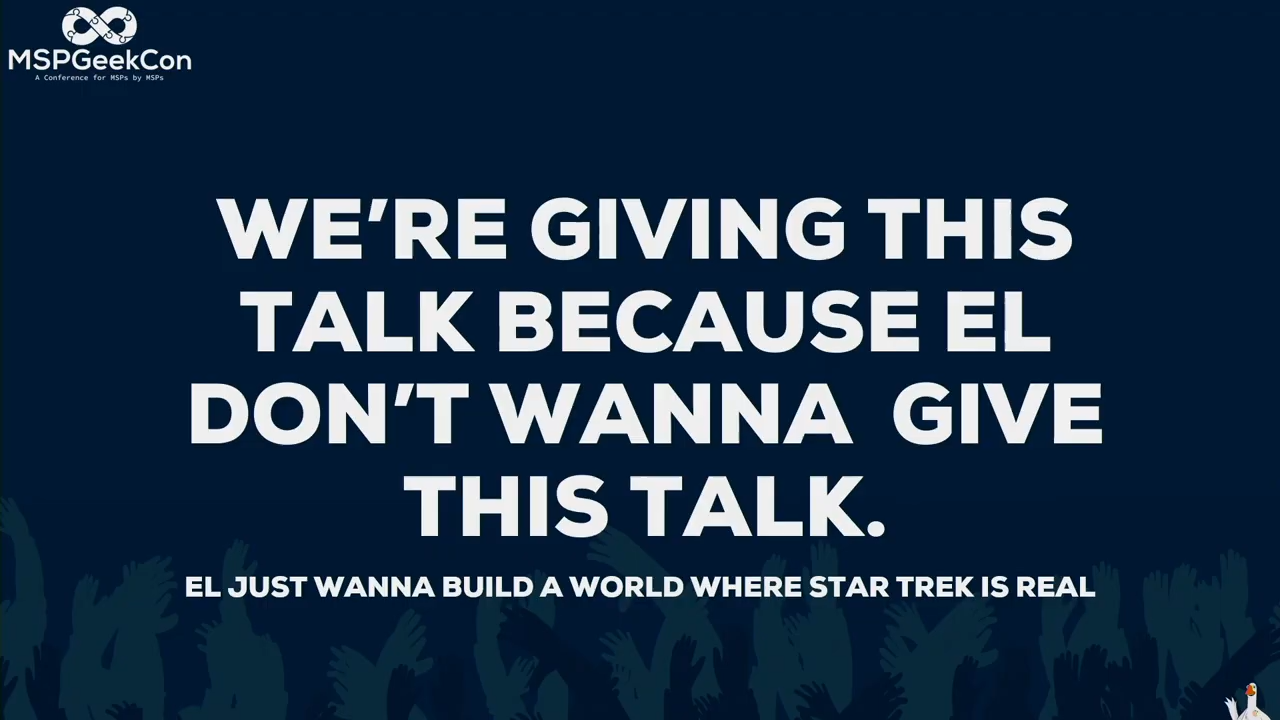 MSPGeekCon
A Conference for MSPs by MSPs
WE'RE GIVING THIS
TALK BECAUSE EL
DON'T WANNA  GIVE
THIS TALK.
EL JUST WANNA BUILD A WORLD WHERE STAR TREK IS REAL